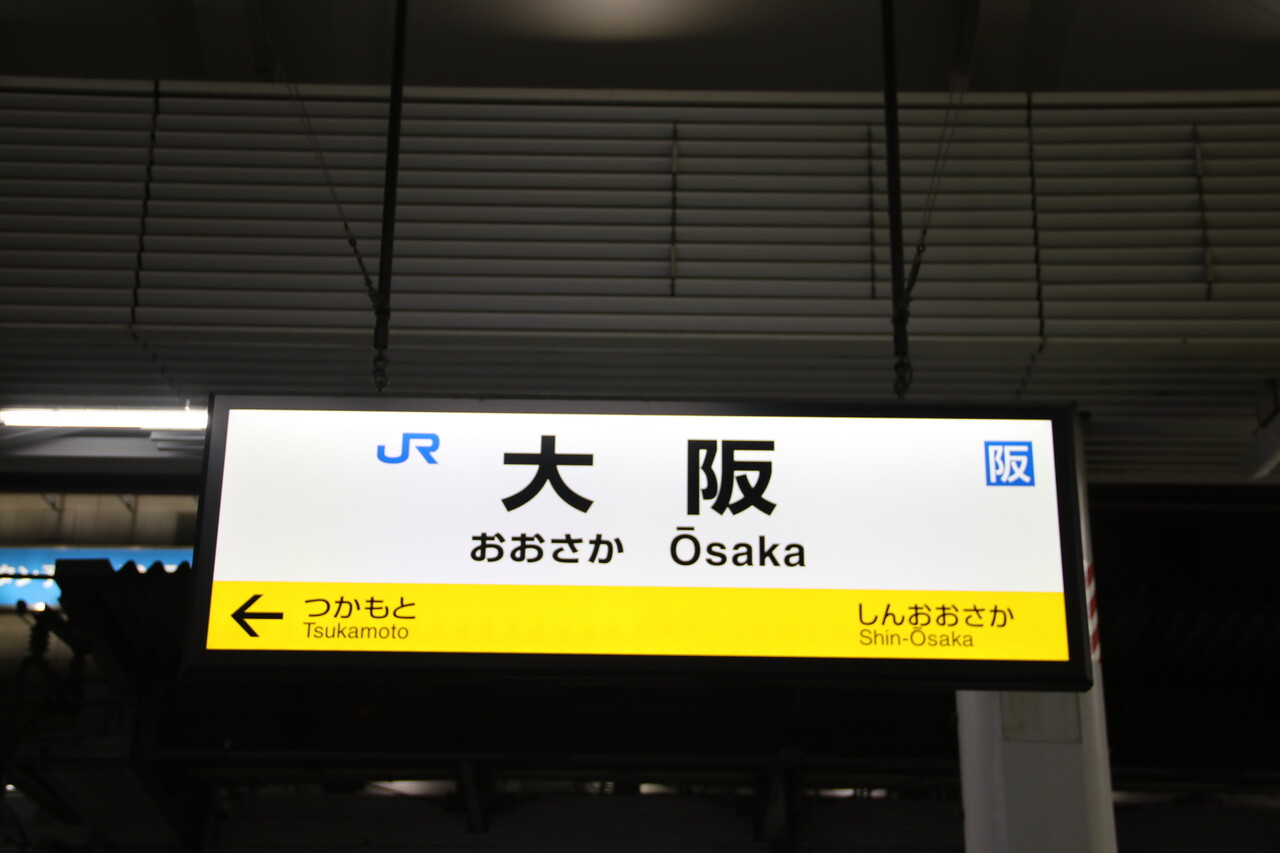 JR 大阪 阪
おおさか Ōsaka
← つかもと しんおおさか
Tsukamoto Shin-Ōsaka